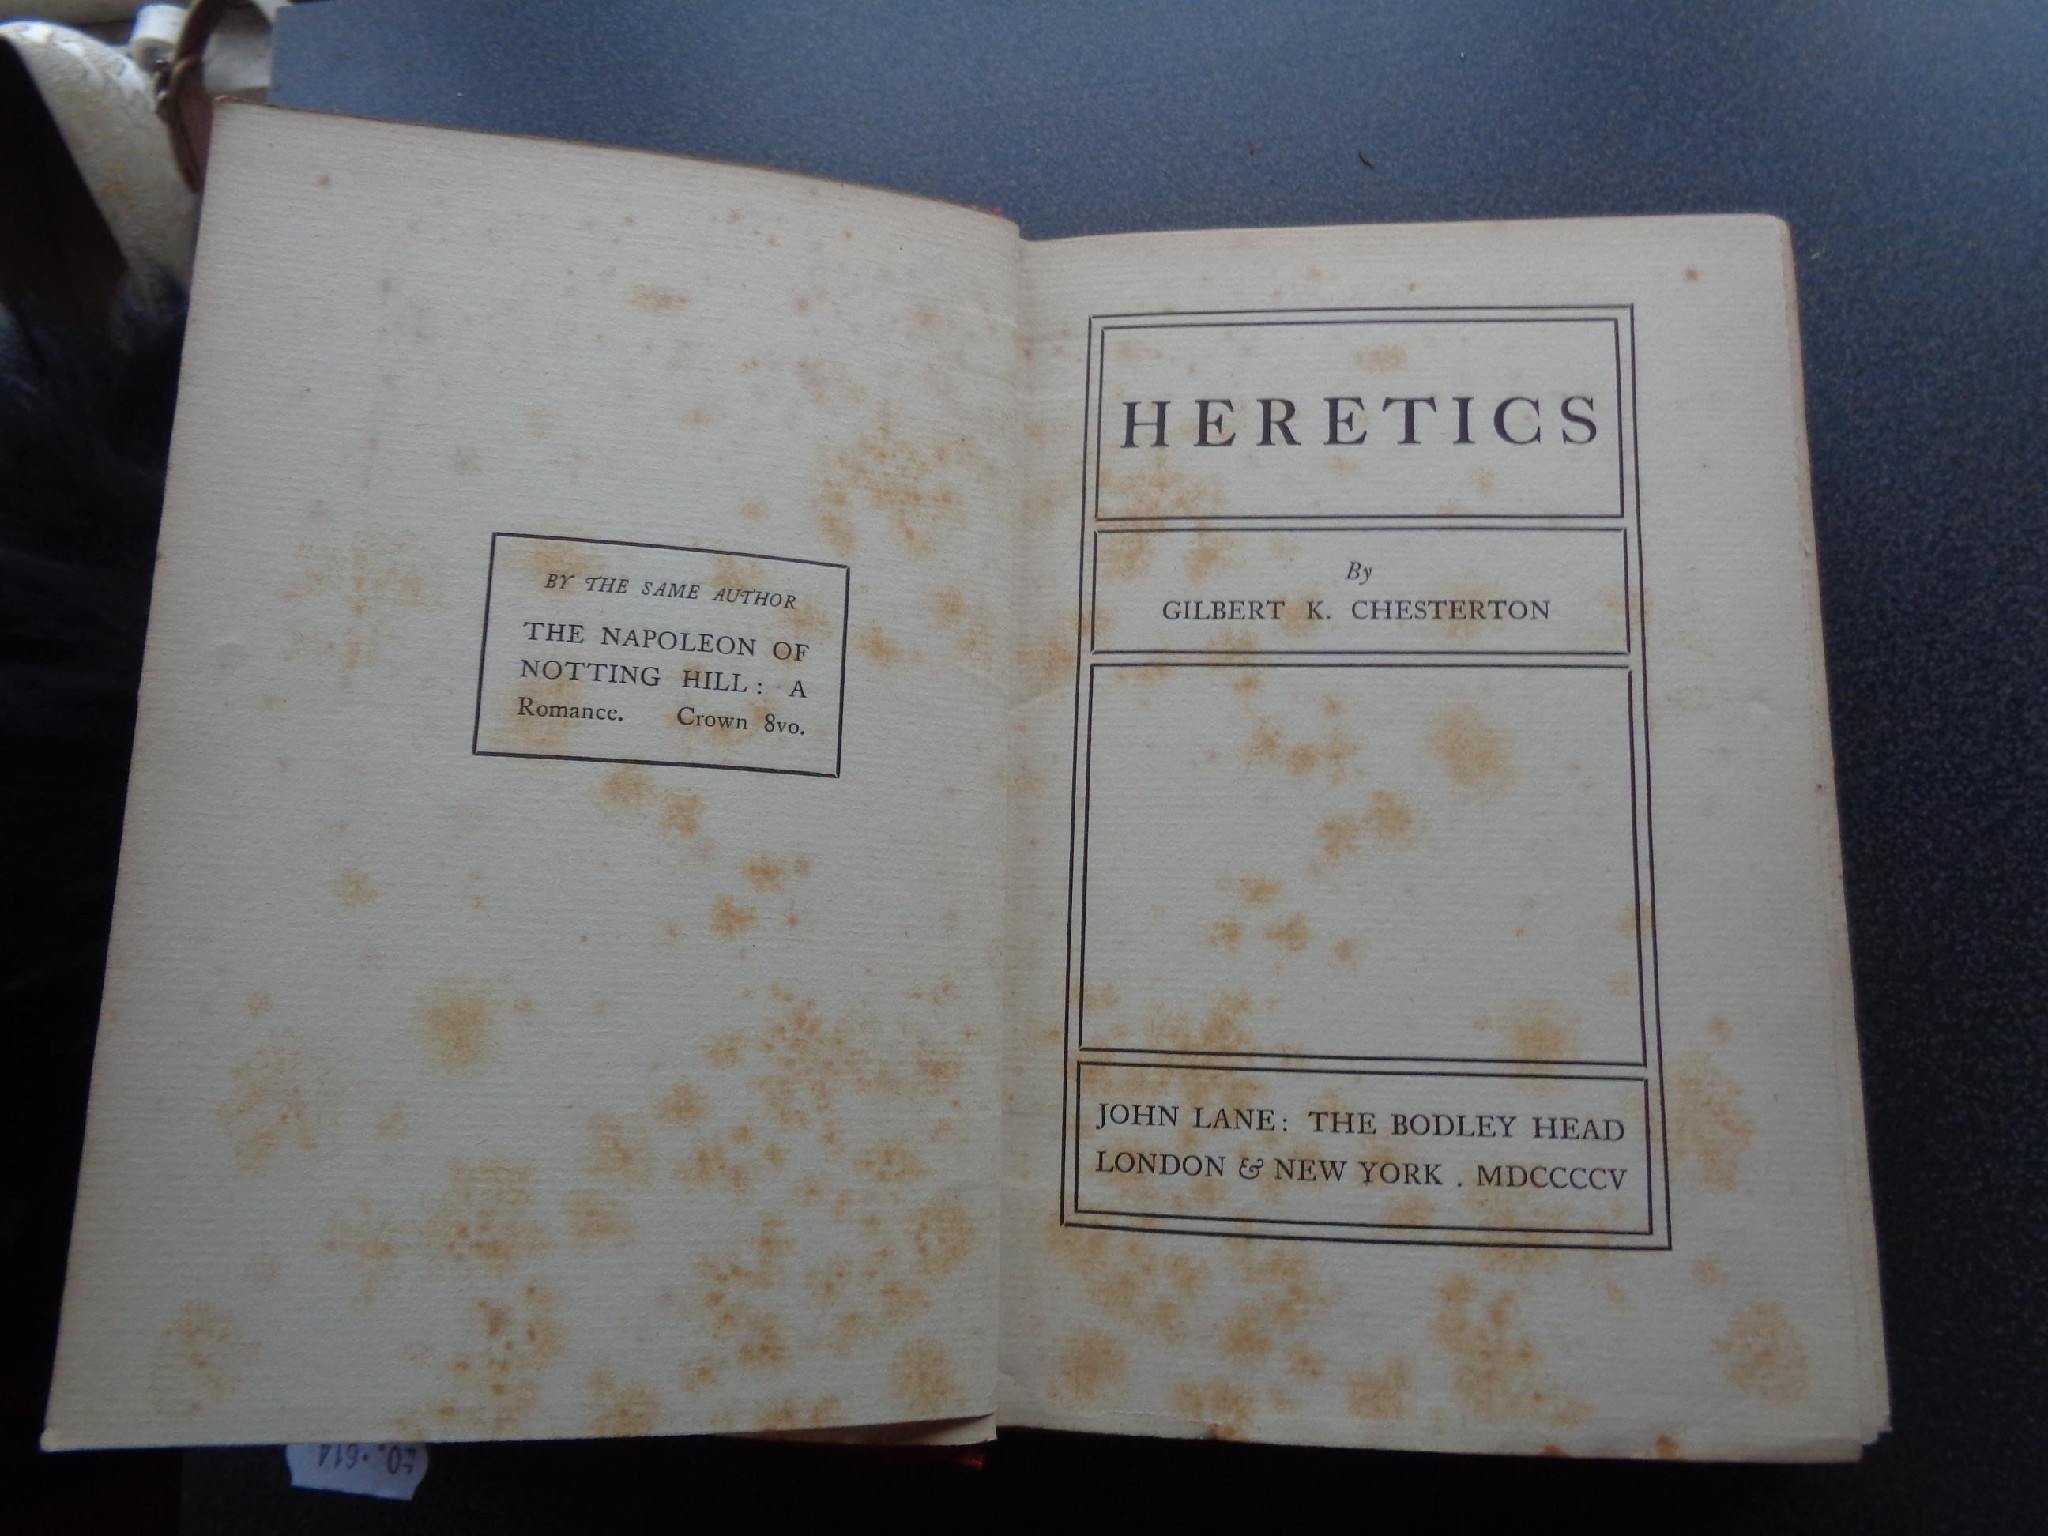 BY THE SAME AUTHOR
THE NAPOLEON OF
NOTTING HILL: A
Romance. Crown 8vo.
HERETICS
By
GILBERT K. CHESTERTON
JOHN LANE: THE BODLEY HEAD
LONDON & NEW YORK . MDCCCCV